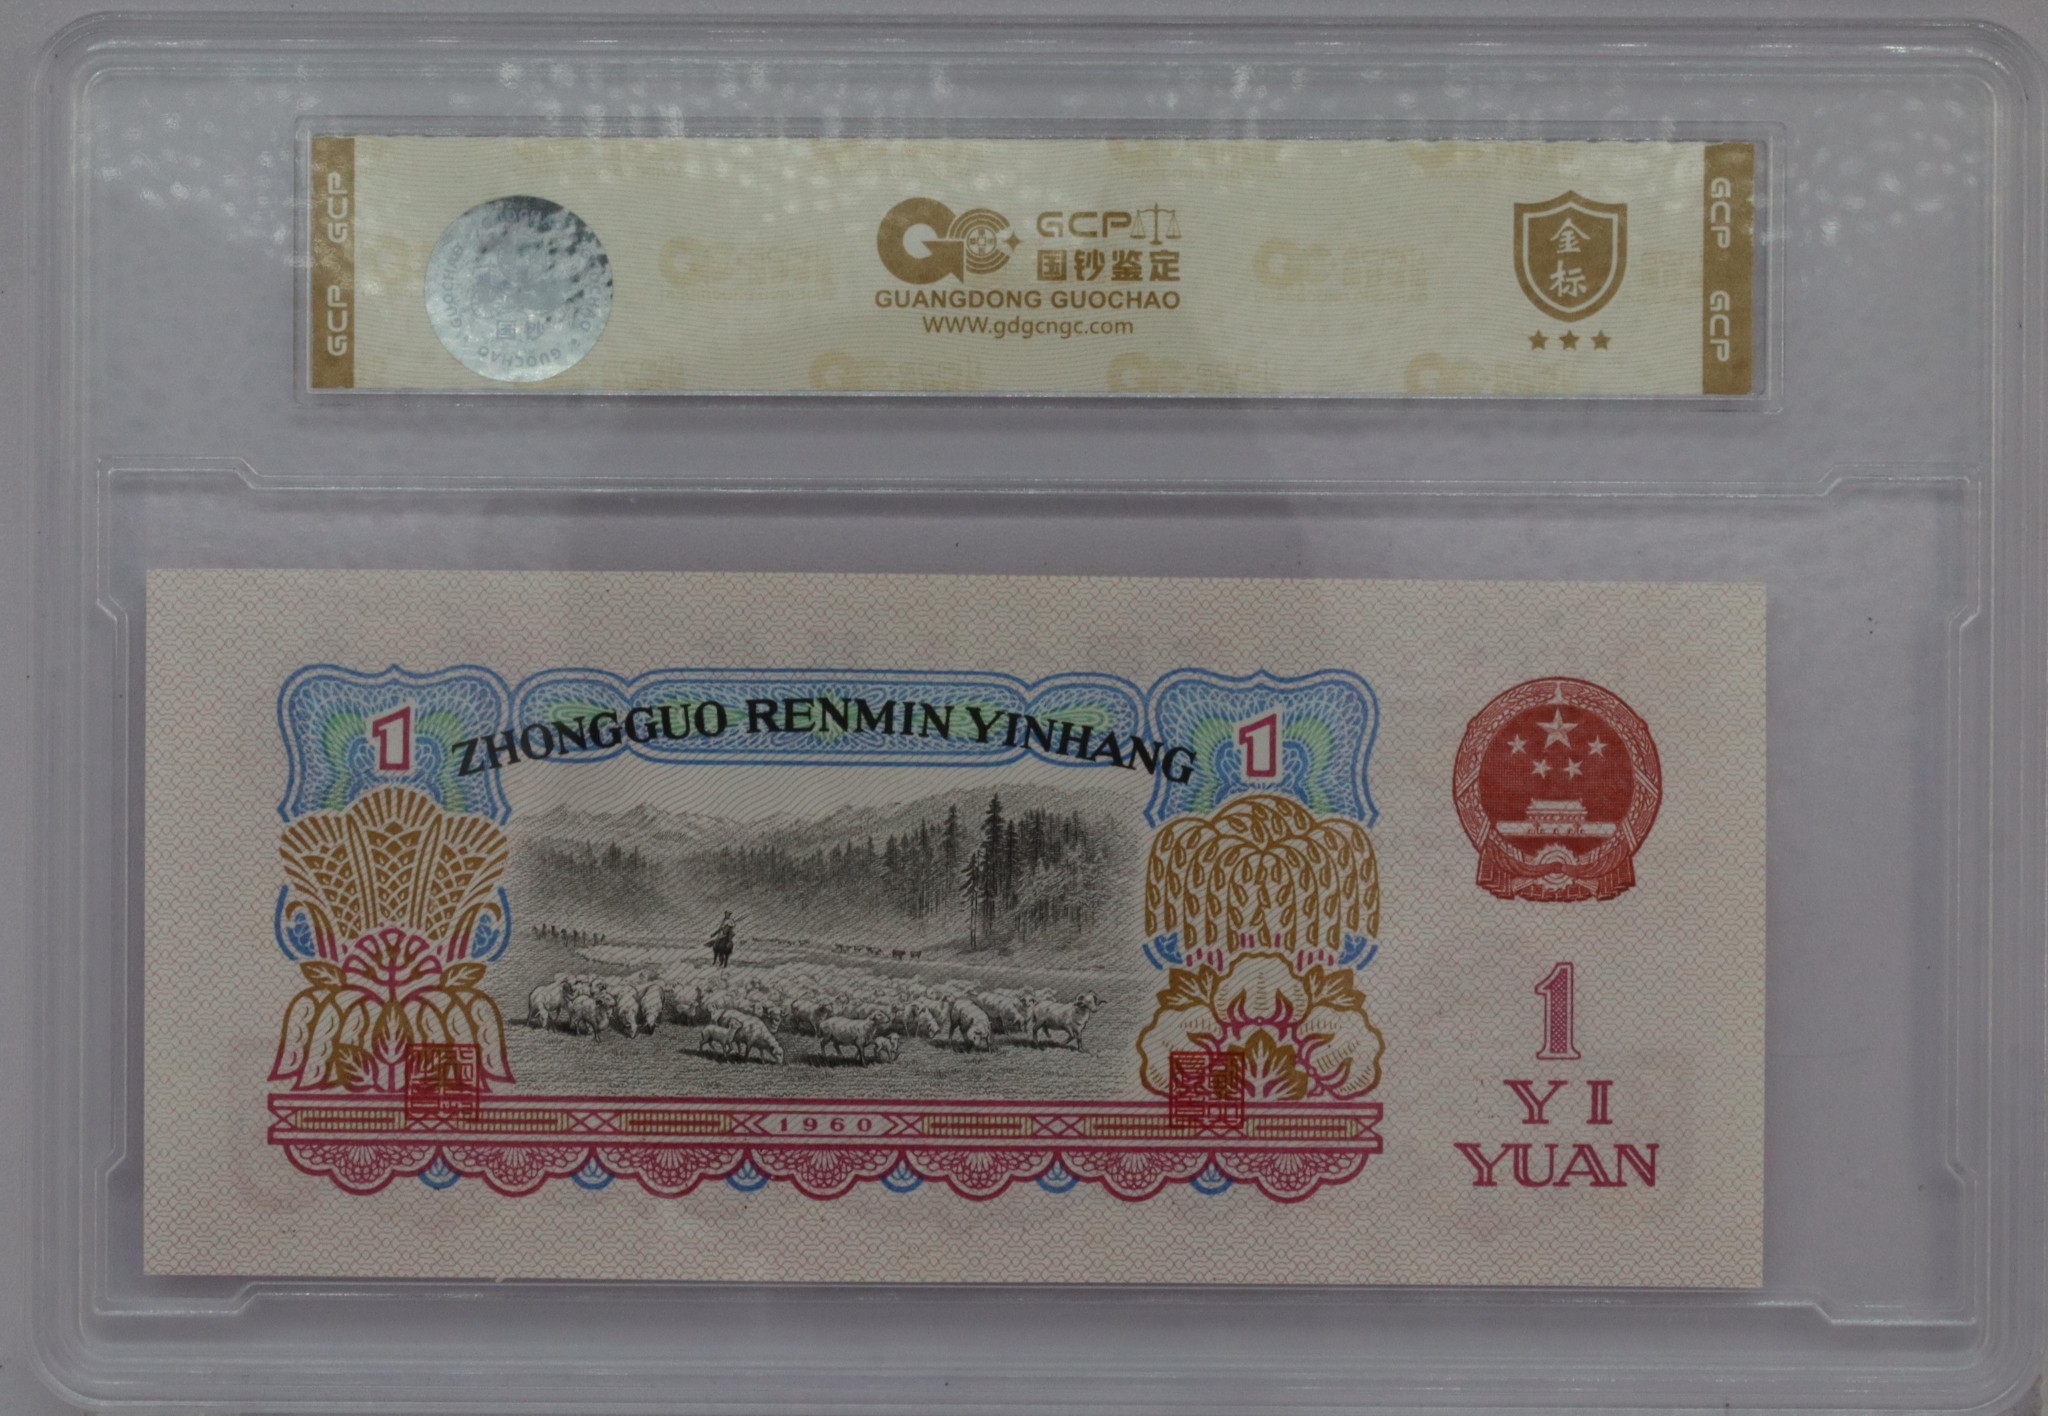 GCP GCP
GUOCHAO
GCP
国钞鉴定
GUANGDONG GUOCHAO
WWW.gdgcngc.com
金标
GCP GCP
ZHONGGUO RENMIN YINHANG
1
1
1960
1
YI
YUAN